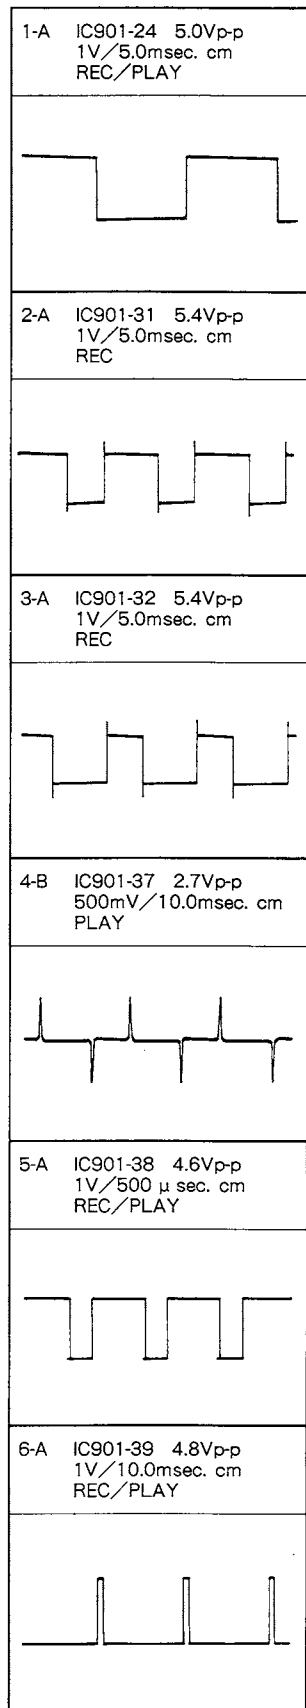 1-A IC901-24 5.0Vp-p
1V/5.0msec. cm
REC/PLAY
2-A IC901-31 5.4Vp-p
1V/5.0msec. cm
REC
3-A IC901-32 5.4Vp-p
1V/5.0msec. cm
REC
4-B IC901-37 2.7Vp-p
500mV/10.0msec. cm
PLAY
5-A IC901-38 4.6Vp-p
1V/500 μ sec. cm
REC/PLAY
6-A IC901-39 4.8Vp-p
1V/10.0msec. cm
REC/PLAY